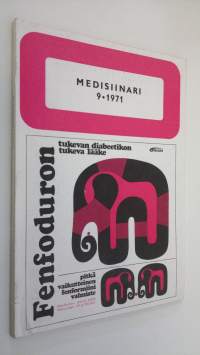 MEDISIINARI
9•1971
Fenfoduron
tukevan diabeetikon
tukeva lääke
pitkä
vaikutteinen
fenformiini
valmiste